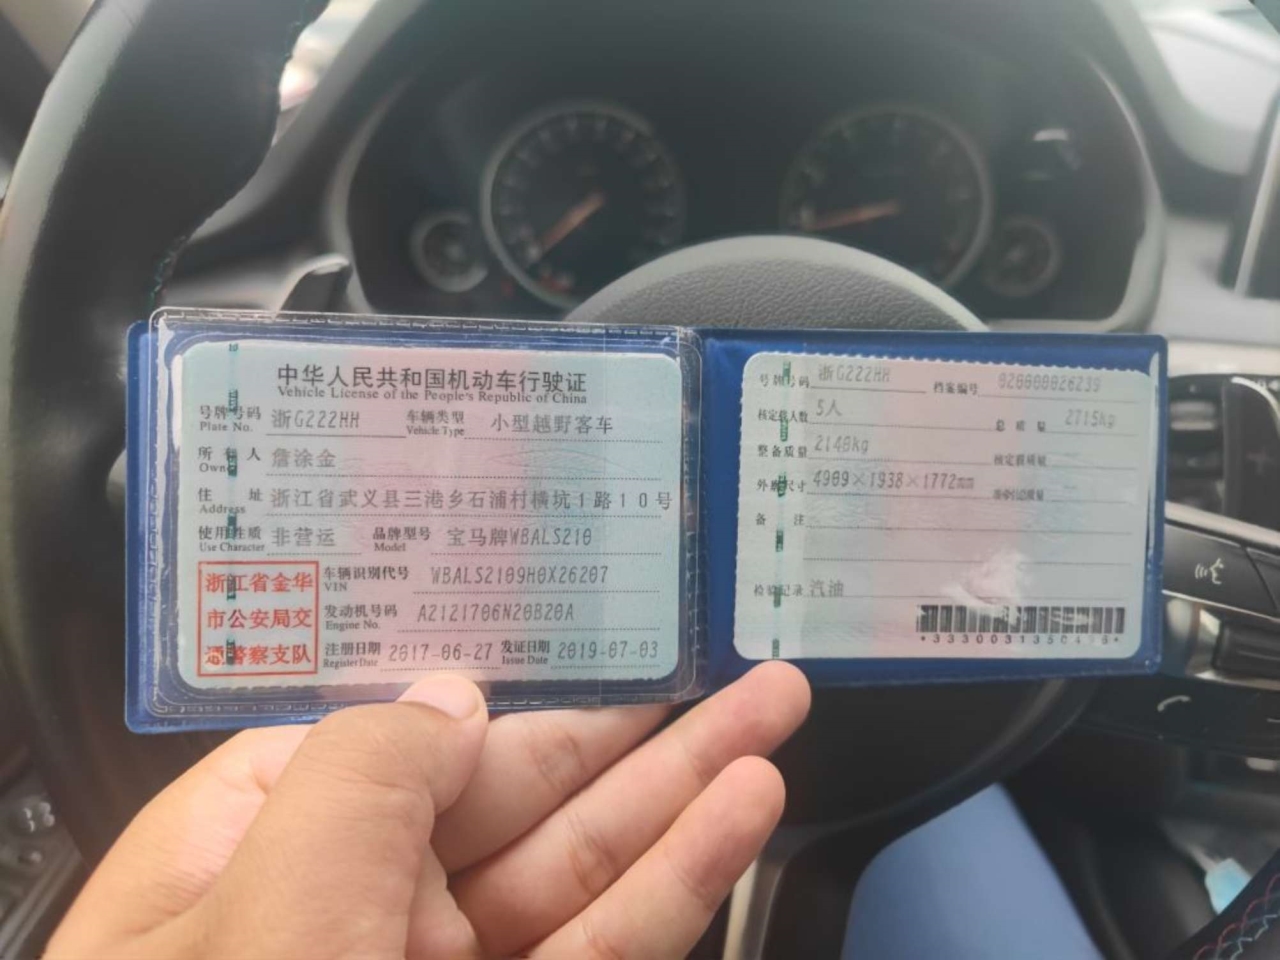 中华人民共和国机动车行驶证
Vehicle License of the People's Republic of China
号牌号码 浙G222HH 车辆类型 小型越野客车
Plate No. Vehicle Type
所有人 詹涂金
Owner
住址 浙江省武义县三港乡石浦村横坑1路10号
Address
使用性质 非营运 品牌型号 宝马牌WBALS210
Use Character Model
浙江省金华
市公安局交
通警察支队
车辆识别代号 WBALS2109H0X26207
VIN
发动机号码 A2121706N20B20A
Engine No.
注册日期 2017-06-27 发证日期 2019-07-03
Register Date Issue Date
号牌号码 浙G222HH 档案编号 020000026239
核定载人数 5人 总质量 2715kg
整备质量 2140kg 核定载质量
外廓尺寸 4909×1938×1772mm
备注
检验记录 汽油